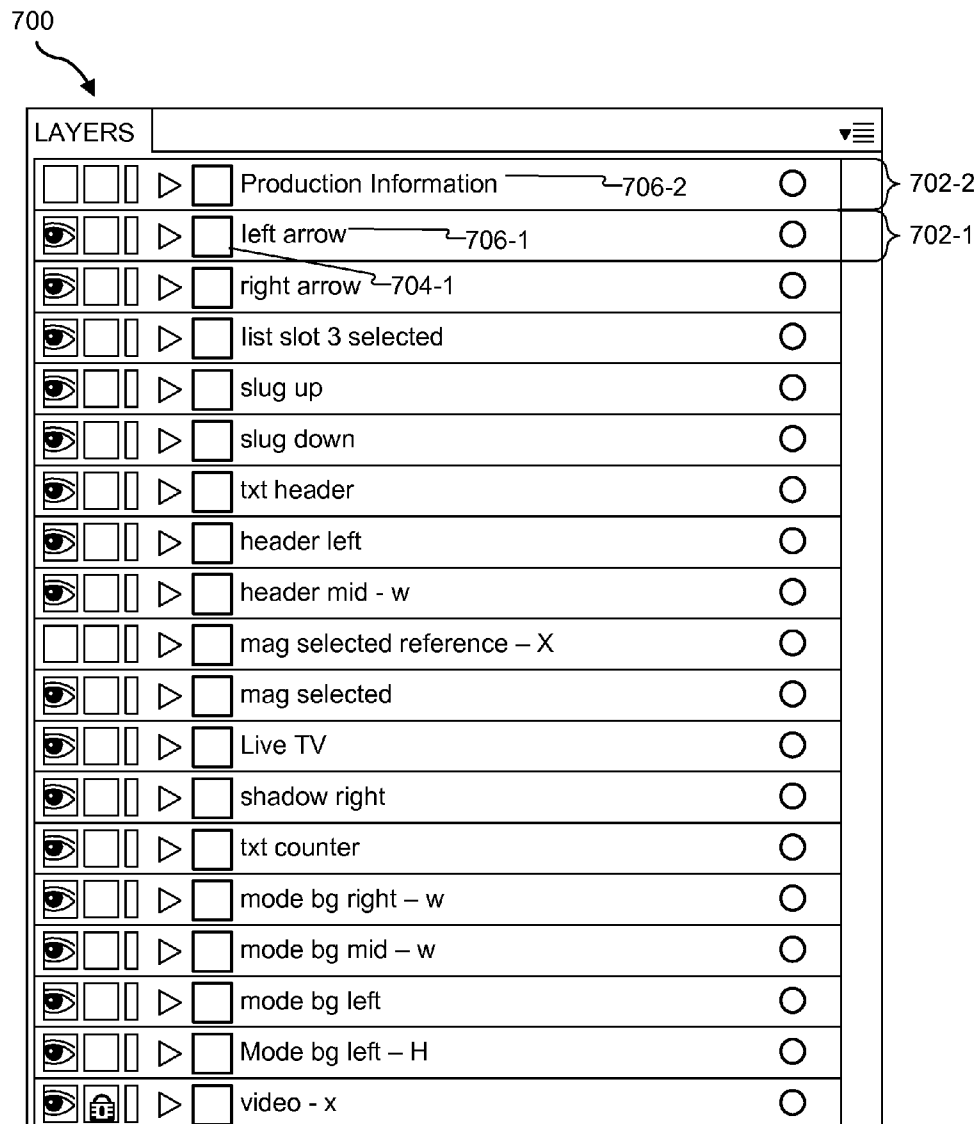 700
LAYERS
Production Information 706-2 702-2
left arrow 706-1 702-1
right arrow 704-1
list slot 3 selected
slug up
slug down
txt header
header left
header mid - w
mag selected reference – X
mag selected
Live TV
shadow right
txt counter
mode bg right – w
mode bg mid – w
mode bg left
Mode bg left – H
video - x